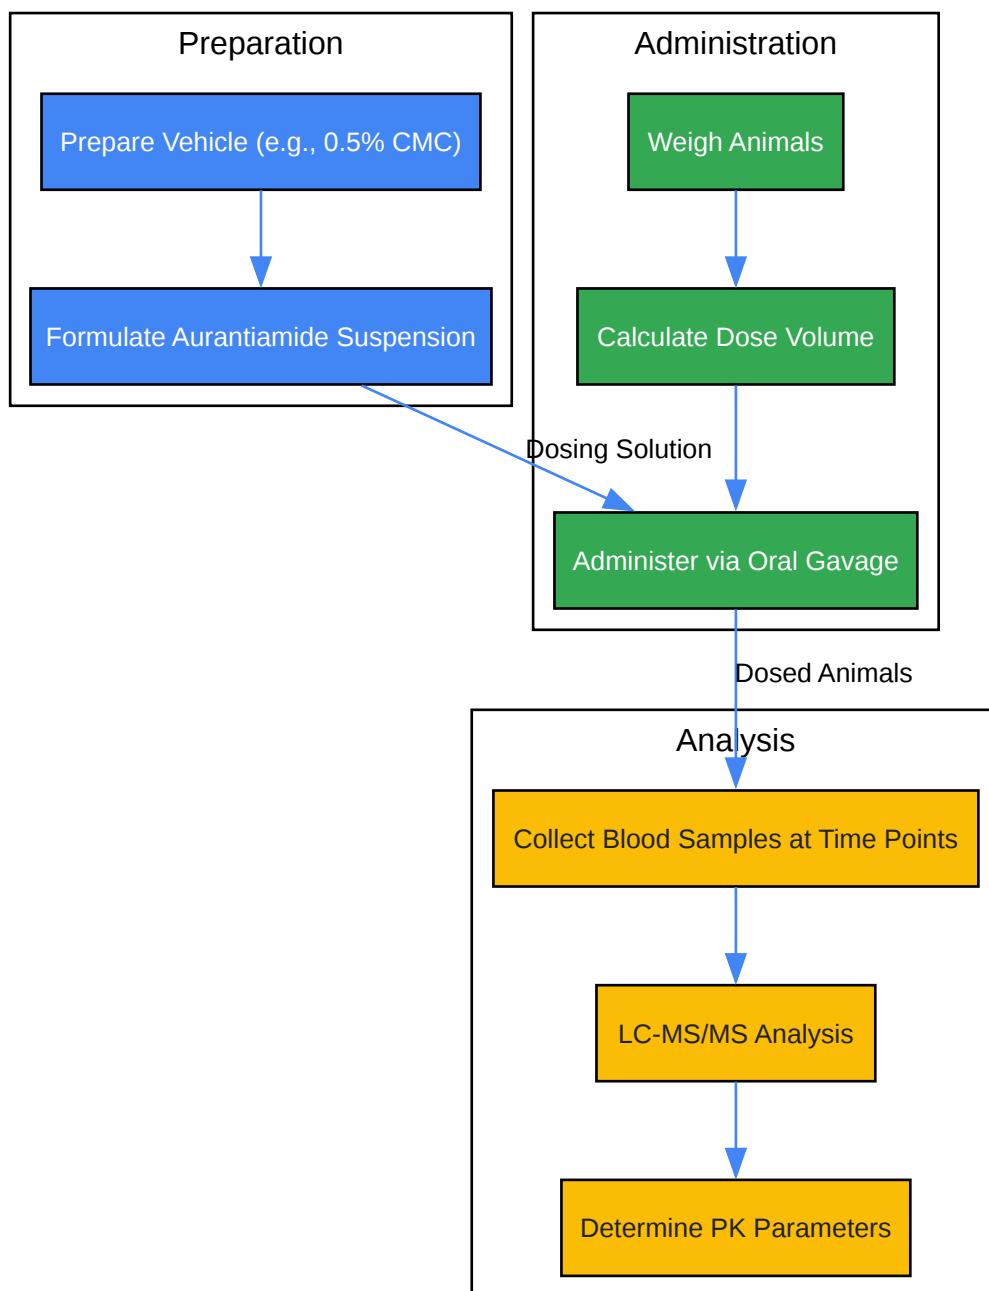 Preparation
Prepare Vehicle (e.g., 0.5% CMC)
Formulate Aurantiamide Suspension
Administration
Weigh Animals
Calculate Dose Volume
Dosing Solution
Administer via Oral Gavage
Dosed Animals
Analysis
Collect Blood Samples at Time Points
LC-MS/MS Analysis
Determine PK Parameters